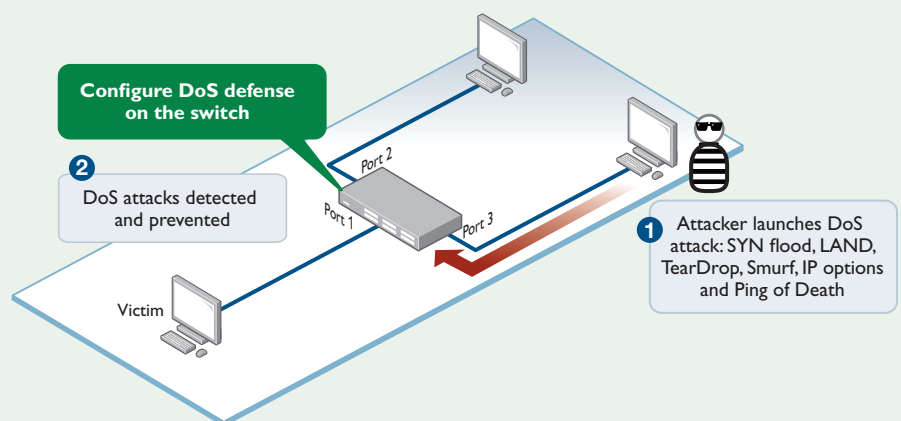 Configure DoS defense
on the switch
2
DoS attacks detected
and prevented
Port 2
Port 1
Port 3
Victim
1
Attacker launches DoS
attack: SYN flood, LAND,
TearDrop, Smurf, IP options
and Ping of Death